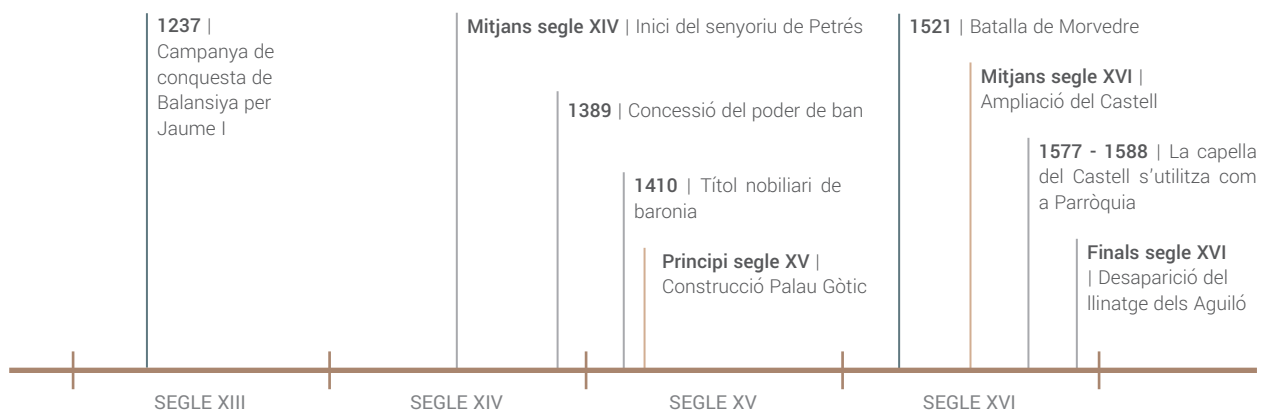 1237 |
Campanya de
conquesta de
Balansiya per
Jaume I
Mitjans segle XIV | Inici del senyoriu de Petrés
1389 | Concessió del poder de ban
1410 | Títol nobiliari de
baronia
Principi segle XV |
Construcció Palau Gòtic
1521 | Batalla de Morvedre
Mitjans segle XVI |
Ampliació del Castell
1577 - 1588 | La capella
del Castell s’utilitza com
a Parròquia
Finals segle XVI
| Desaparició del
llinatge dels Aguiló
SEGLE XIII
SEGLE XIV
SEGLE XV
SEGLE XVI